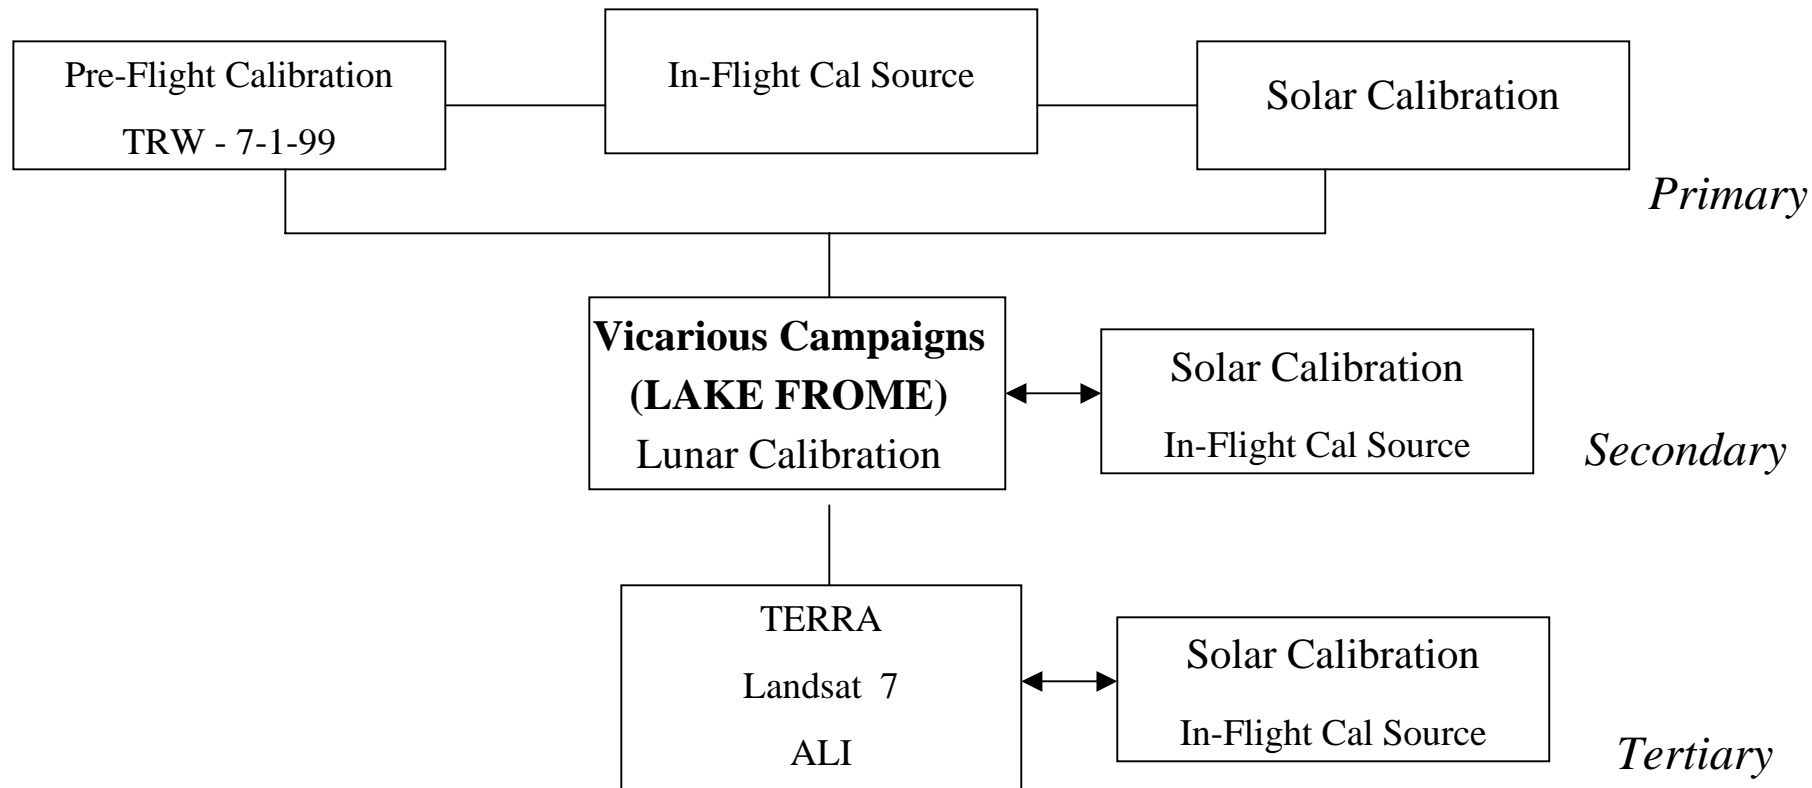 Pre-Flight Calibration
TRW - 7-1-99
In-Flight Cal Source
Solar Calibration
Primary
Vicarious Campaigns
(LAKE FROME)
Lunar Calibration
Solar Calibration
In-Flight Cal Source
Secondary
TERRA
Landsat 7
ALI
Solar Calibration
In-Flight Cal Source
Tertiary